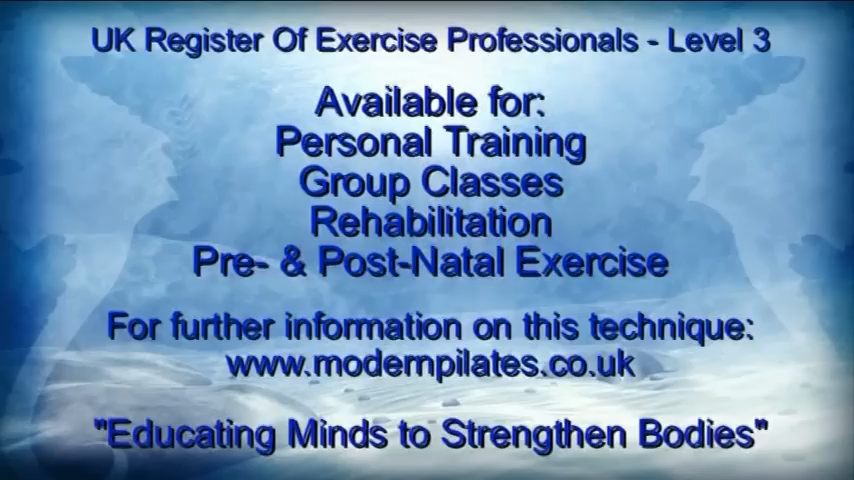 UK Register Of Exercise Professionals - Level 3
Available for:
Personal Training
Group Classes
Rehabilitation
Pre- & Post-Natal Exercise
For further information on this technique:
www.modernpilates.co.uk
"Educating Minds to Strengthen Bodies"